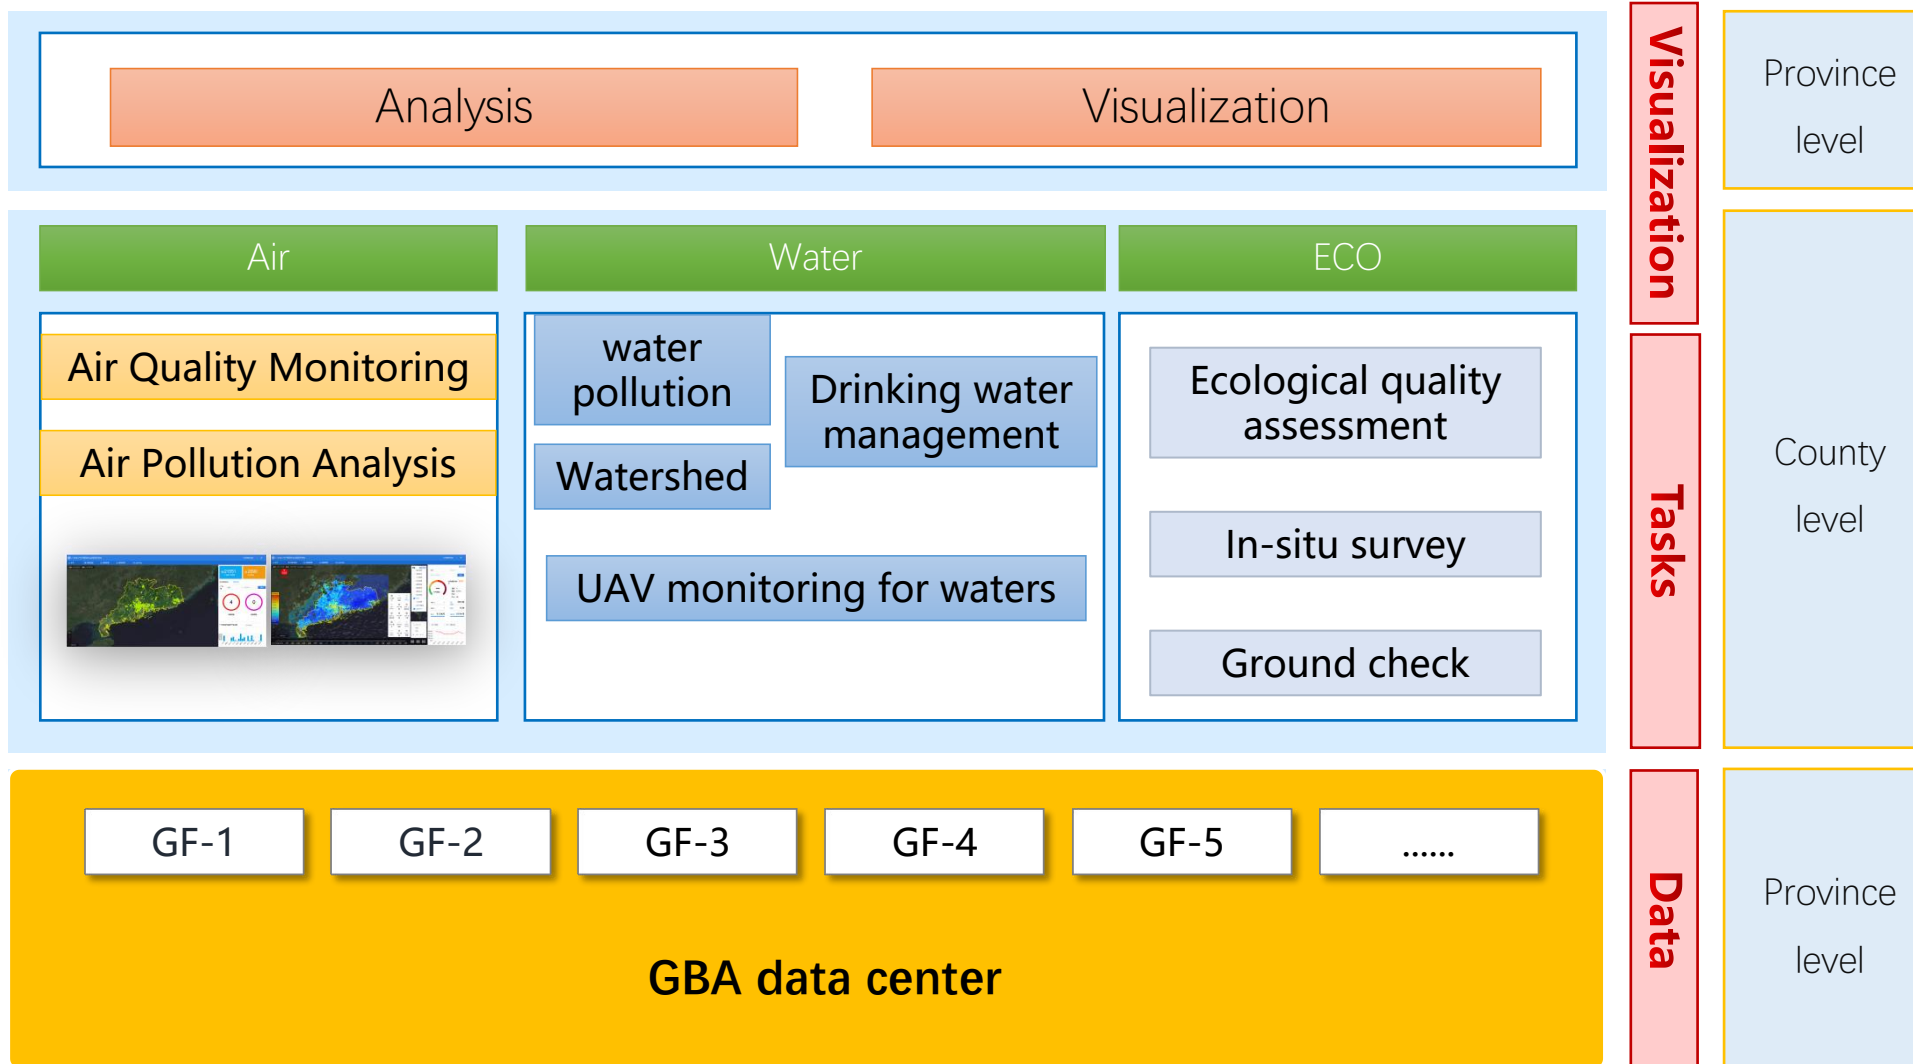 Analysis
Visualization
Visualization
Province
level
Air
Water
ECO
Air Quality Monitoring
Air Pollution Analysis
water
pollution
Watershed
Drinking water
management
UAV monitoring for waters
Ecological quality
assessment
In-situ survey
Ground check
Tasks
County
level
GF-1
GF-2
GF-3
GF-4
GF-5
......
GBA data center
Data
Province
level